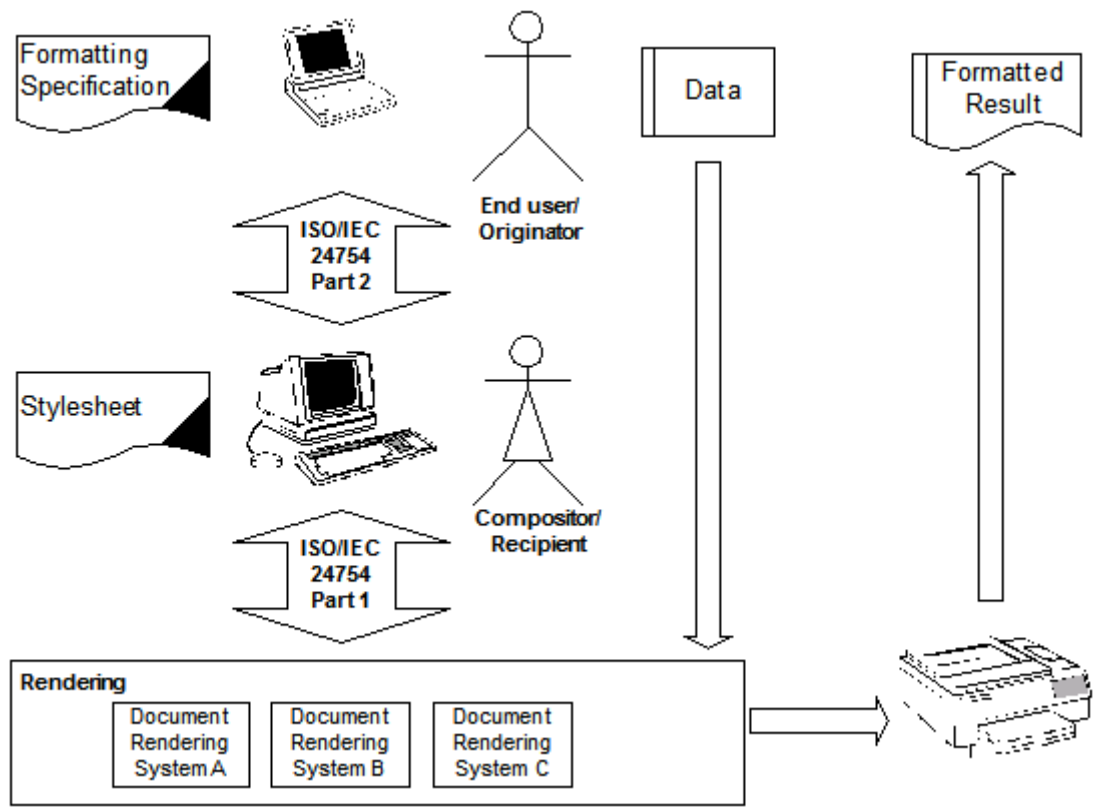 Formatting
Specification
Data
Formatted
Result
End user/
Originator
ISO/IEC
24754
Part 2
Stylesheet
Compositor/
Recipient
ISO/IEC
24754
Part 1
Rendering
Document
Rendering
System A
Document
Rendering
System B
Document
Rendering
System C